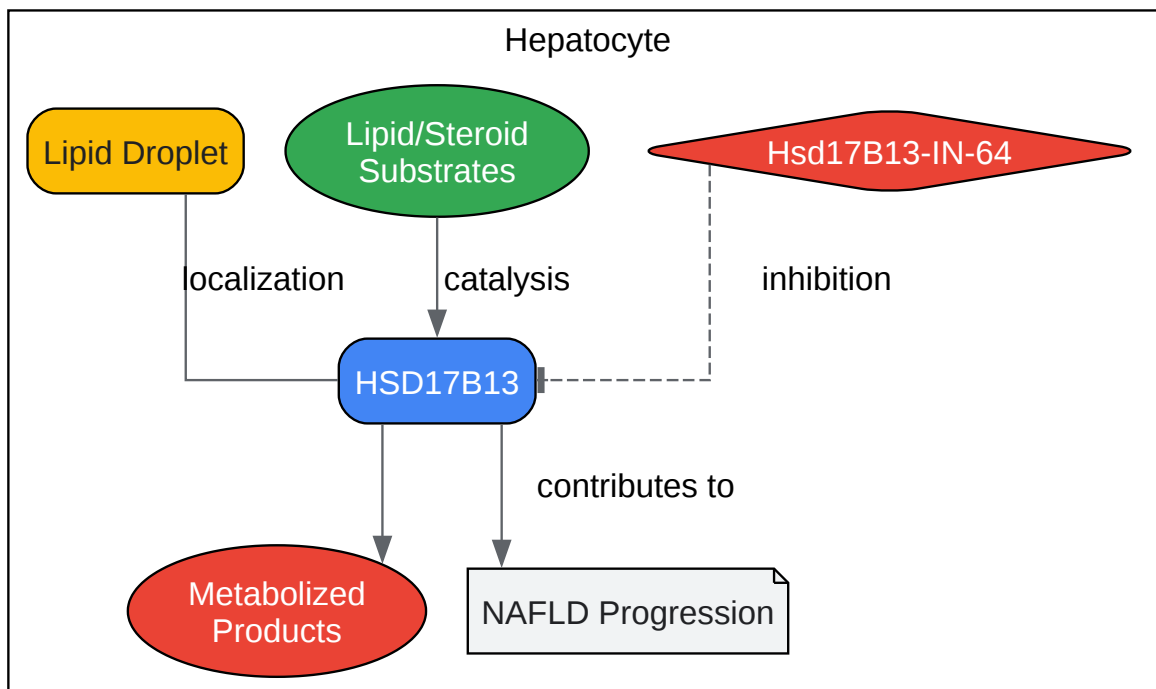 Hepatocyte
Lipid Droplet
Lipid/Steroid
Substrates
Hsd17B13-IN-64
localization
catalysis
inhibition
HSD17B13
contributes to
Metabolized
Products
NAFLD Progression